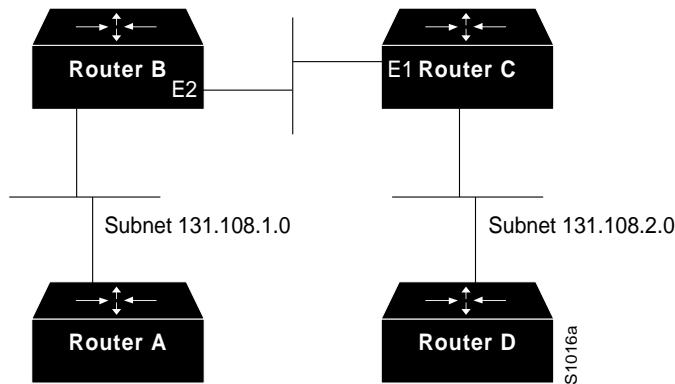 Router B
E2
E1 Router C
Subnet 131.108.1.0
Subnet 131.108.2.0
Router A
Router D
S1016a